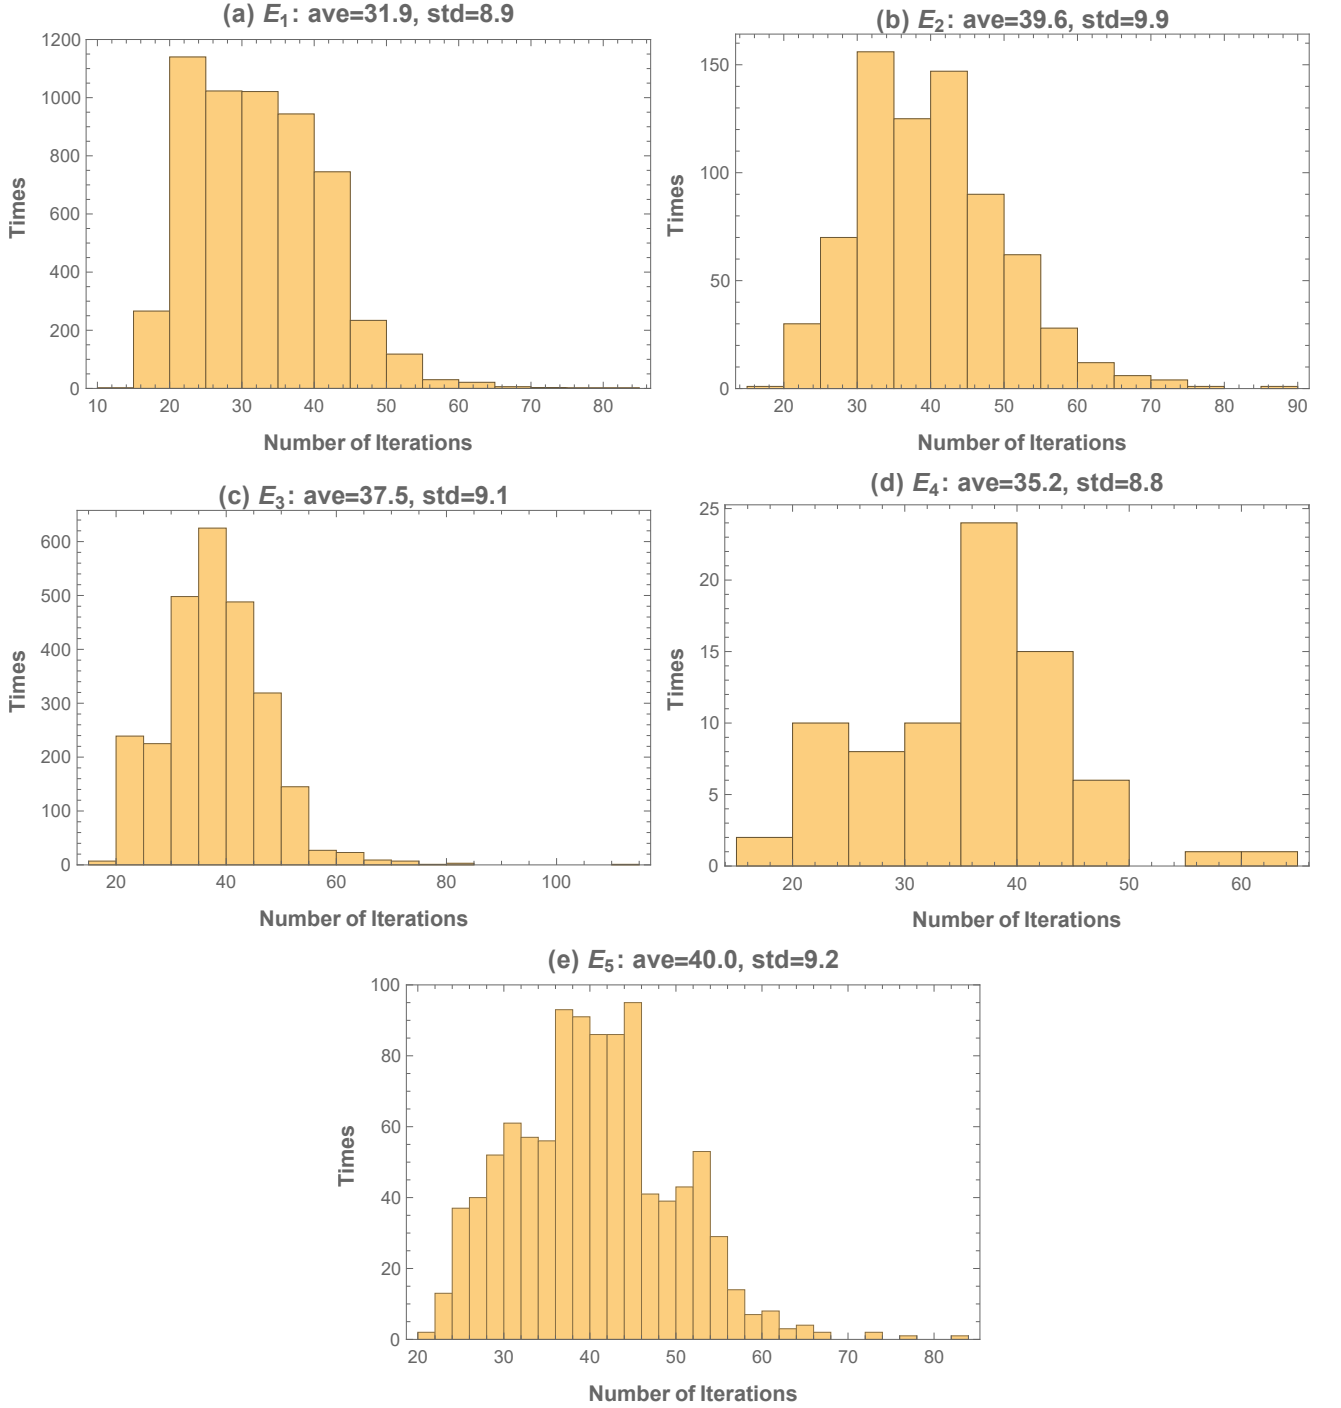 (a) E1: ave=31.9, std=8.9
1200
1000
800
600
400
200
0
Times
10 20 30 40 50 60 70 80
Number of Iterations
(b) E2: ave=39.6, std=9.9
150
100
50
0
Times
20 30 40 50 60 70 80 90
Number of Iterations
(c) E3: ave=37.5, std=9.1
600
500
400
300
200
100
0
Times
20 40 60 80 100
Number of Iterations
(d) E4: ave=35.2, std=8.8
25
20
15
10
5
0
Times
20 30 40 50 60
Number of Iterations
(e) E5: ave=40.0, std=9.2
100
80
60
40
20
0
Times
20 30 40 50 60 70 80
Number of Iterations